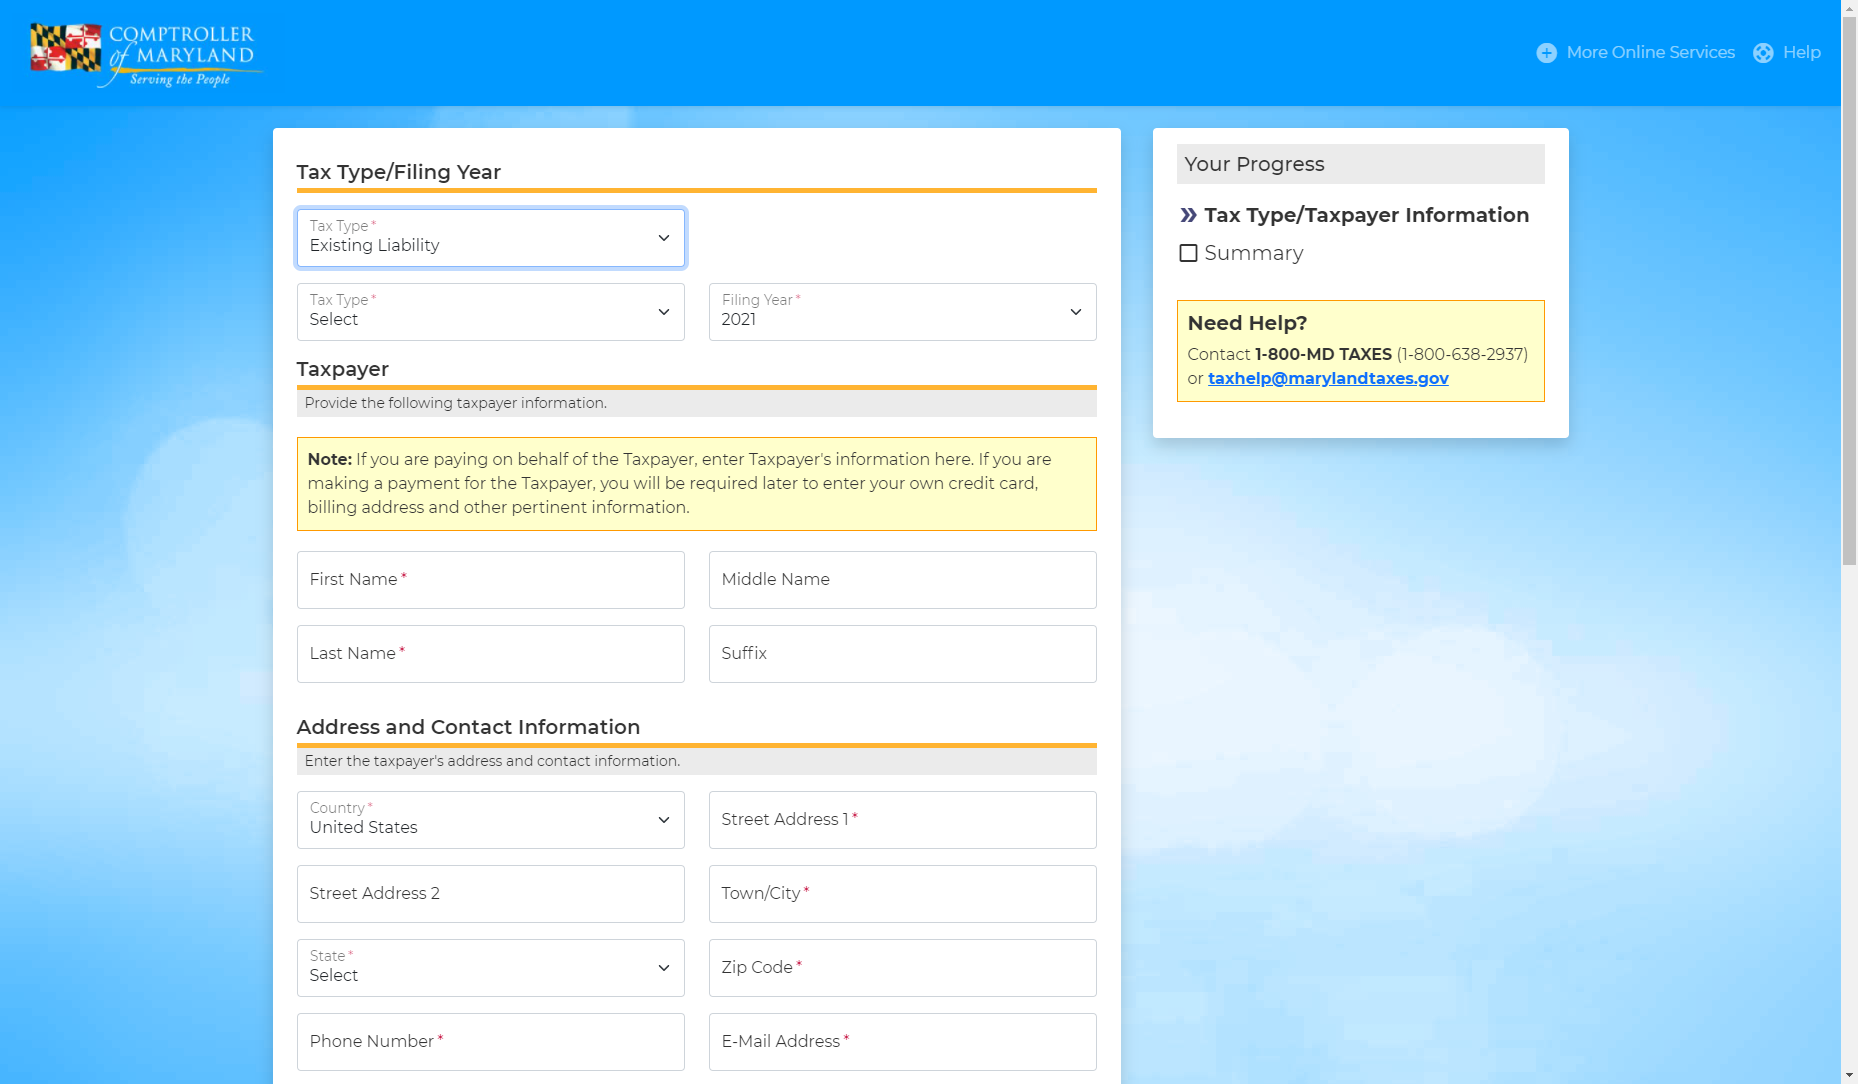 COMPTROLLER
of MARYLAND
Serving the People
More Online Services
Help
Tax Type/Filing Year
Tax Type *
Existing Liability
Tax Type *
Select
Filing Year *
2021
Taxpayer
Provide the following taxpayer information.
Note: If you are paying on behalf of the Taxpayer, enter Taxpayer's information here. If you are
making a payment for the Taxpayer, you will be required later to enter your own credit card,
billing address and other pertinent information.
First Name *
Middle Name
Last Name *
Suffix
Address and Contact Information
Enter the taxpayer's address and contact information.
Country *
United States
Street Address 1 *
Street Address 2
Town/City *
State *
Select
Zip Code *
Phone Number *
E-Mail Address *
Your Progress
Tax Type/Taxpayer Information
Summary
Need Help?
Contact 1-800-MD TAXES (1-800-638-2937)
or taxhelp@marylandtaxes.gov